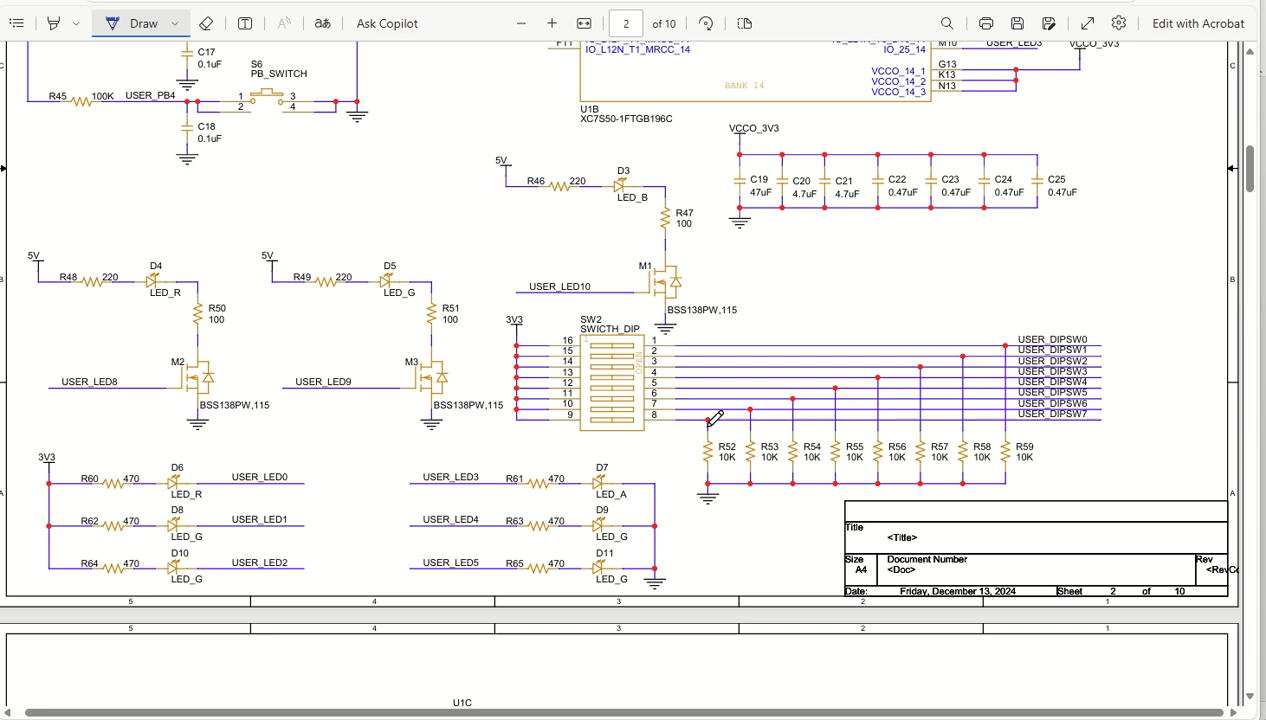 Draw
Ask Copilot
2
of 10
Edit with Acrobat
C17
0.1uF
S6
PB_SWITCH
R45
100K
USER_PB4
1
2
3
4
C18
0.1uF
F11
IO_L12N_T1_MRCC_14
IO_25_14
M10
USER_LED3
VCCO_3V3
VCCO_14_1
VCCO_14_2
VCCO_14_3
G13
K13
N13
BANK 14
U1B
XC7S50-1FTGB196C
C
C
VCCO_3V3
C19
47uF
C20
4.7uF
C21
4.7uF
C22
0.47uF
C23
0.47uF
C24
0.47uF
C25
0.47uF
5V
R46
220
D3
LED_B
R47
100
M1
USER_LED10
BSS138PW,115
B
B
5V
R48
220
D4
LED_R
R50
100
M2
USER_LED8
BSS138PW,115
5V
R49
220
D5
LED_G
R51
100
M3
USER_LED9
BSS138PW,115
3V3
SW2
SWICTH_DIP
1
OPEN
16
15
14
13
12
11
10
9
1
2
3
4
5
6
7
8
USER_DIPSW0
USER_DIPSW1
USER_DIPSW2
USER_DIPSW3
USER_DIPSW4
USER_DIPSW5
USER_DIPSW6
USER_DIPSW7
R52
10K
R53
10K
R54
10K
R55
10K
R56
10K
R57
10K
R58
10K
R59
10K
3V3
R60
470
D6
LED_R
USER_LED0
R62
470
D8
LED_G
USER_LED1
R64
470
D10
LED_G
USER_LED2
USER_LED3
R61
470
D7
LED_A
USER_LED4
R63
470
D9
LED_G
USER_LED5
R65
470
D11
LED_G
A
A
Title
<Title>
Size
A4
Document Number
<Doc>
Rev
<RevCo
Date:
Friday, December 13, 2024
Sheet
2
of
10
5
4
3
2
1
5
4
3
2
1
U1C